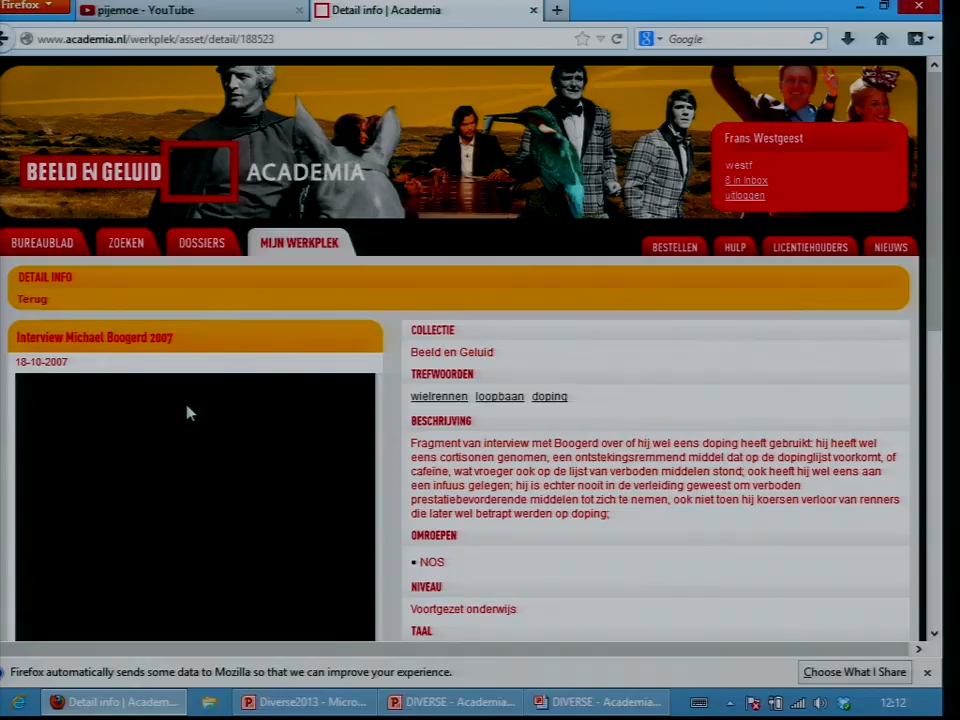 Firefox
pijemoe - YouTube
Detail info | Academia
www.academia.nl/werkplek/asset/detail/188523
Google
Frans Westgeest
westf
8 in Inbox
uitloggen
BEELD EN GELUID ACADEMIA
BUREAUBLAD
ZOEKEN
DOSSIERS
MIJN WERKPLEK
BESTELLEN
HULP
LICENTIEHOUDERS
NIEUWS
DETAIL INFO
Terug
Interview Michael Boogerd 2007
18-10-2007
COLLECTIE
Beeld en Geluid
TREFWOORDEN
wielrennen loopbaan doping
BESCHRIJVING
Fragment van interview met Boogerd over of hij wel eens doping heeft gebruikt: hij heeft wel
eens cortisonen genomen, een ontstekingsremmend middel dat op de dopinglijst voorkomt, of
cafeïne, wat vroeger ook op de lijst van verboden middelen stond; ook heeft hij wel eens aan
een infuus gelegen; hij is echter nooit in de verleiding geweest om verboden
prestatiebevorderende middelen tot zich te nemen, ook niet toen hij koersen verloor van renners
die later wel betrapt werden op doping;
OMROEPEN
NOS
NIVEAU
Voortgezet onderwijs
TAAL
Firefox automatically sends some data to Mozilla so that we can improve your experience.
Choose What I Share
Detail info | Academ...
Diverse2013 - Micro...
DIVERSE - Academia...
DIVERSE - Academia...
12:12